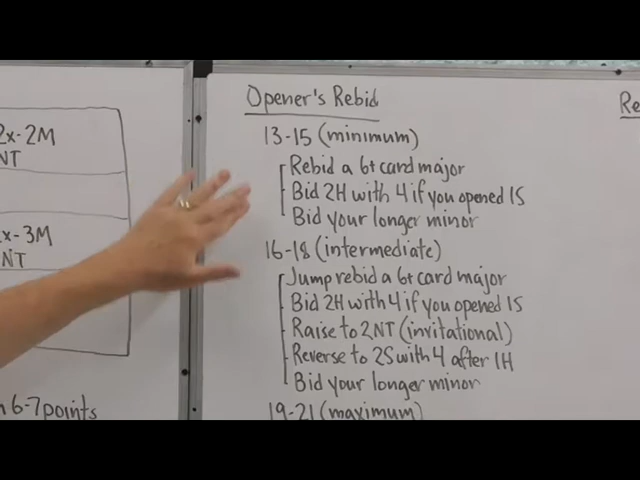 2x-2M
NT
x-3M
NT
6-7 points
Opener's Rebid
13-15 (minimum)
Rebid a 6+ card major
Bid 2H with 4 if you opened 1S
Bid your longer minor
16-18 (intermediate)
Jump rebid a 6+ card major
Bid 2H with 4 if you opened 1S
Raise to 2NT (invitational)
Reverse to 2S with 4 after 1H
Bid your longer minor
19-21 (maximum)
Re